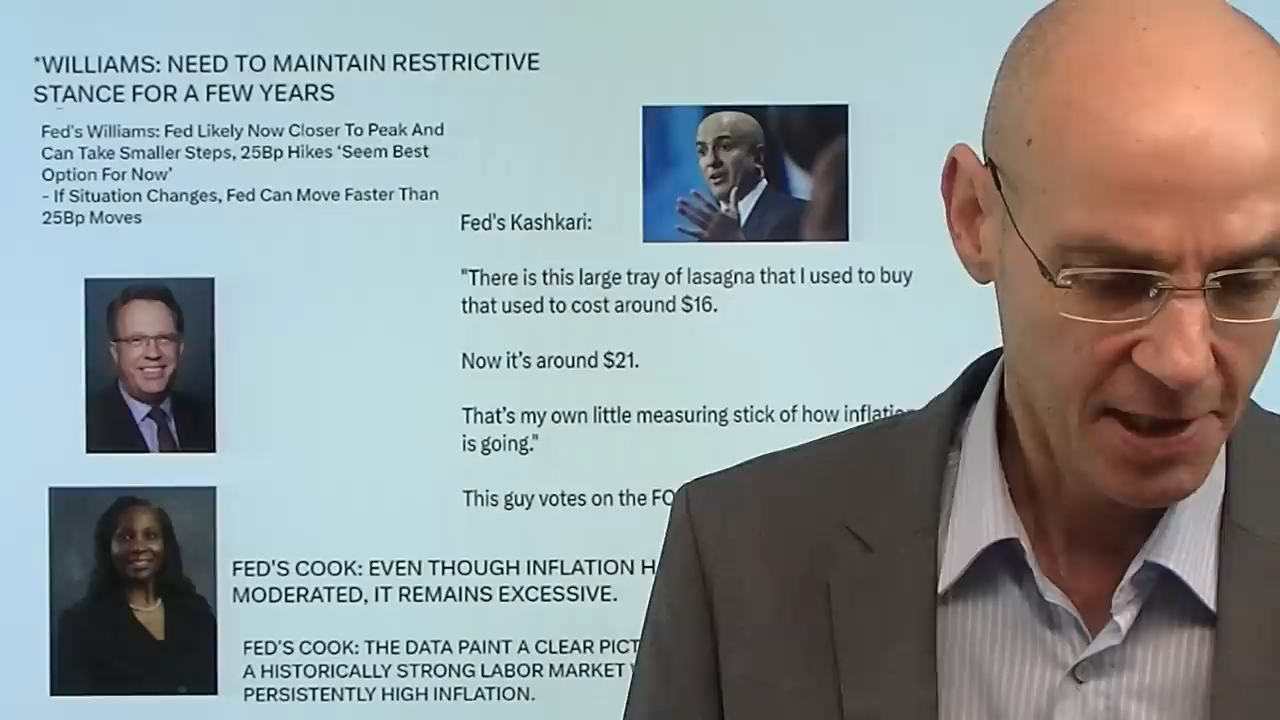 *WILLIAMS: NEED TO MAINTAIN RESTRICTIVE
STANCE FOR A FEW YEARS
Fed's Williams: Fed Likely Now Closer To Peak And
Can Take Smaller Steps, 25Bp Hikes ‘Seem Best
Option For Now’
- If Situation Changes, Fed Can Move Faster Than
25Bp Moves
Fed's Kashkari:
"There is this large tray of lasagna that I used to buy
that used to cost around $16.
Now it’s around $21.
That’s my own little measuring stick of how
is going."
This guy votes on the
FED'S COOK: EVEN THOUGH INFLATION
MODERATED, IT REMAINS EXCESSIVE.
FED'S COOK: THE DATA PAINT A CLEAR
A HISTORICALLY STRONG LABOR MARKET
PERSISTENTLY HIGH INFLATION.